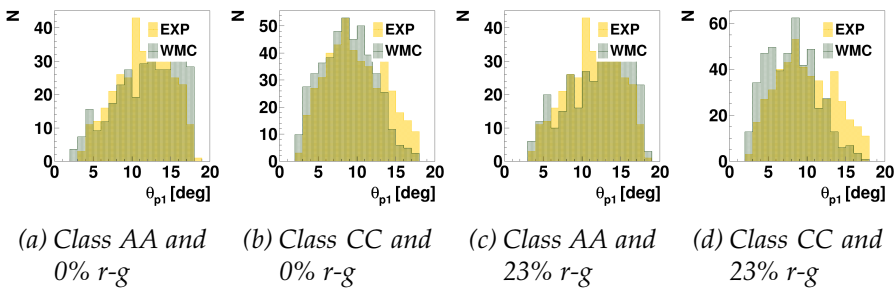 N
40
30
20
10
0
EXP
WMC
0 5 10 15 20
θp1 [deg]
(a) Class AA and
0% r-g
N
50
40
30
20
10
0
EXP
WMC
0 5 10 15 20
θp1 [deg]
(b) Class CC and
0% r-g
N
40
30
20
10
0
EXP
WMC
0 5 10 15 20
θp1 [deg]
(c) Class AA and
23% r-g
N
60
40
20
0
EXP
WMC
0 5 10 15 20
θp1 [deg]
(d) Class CC and
23% r-g